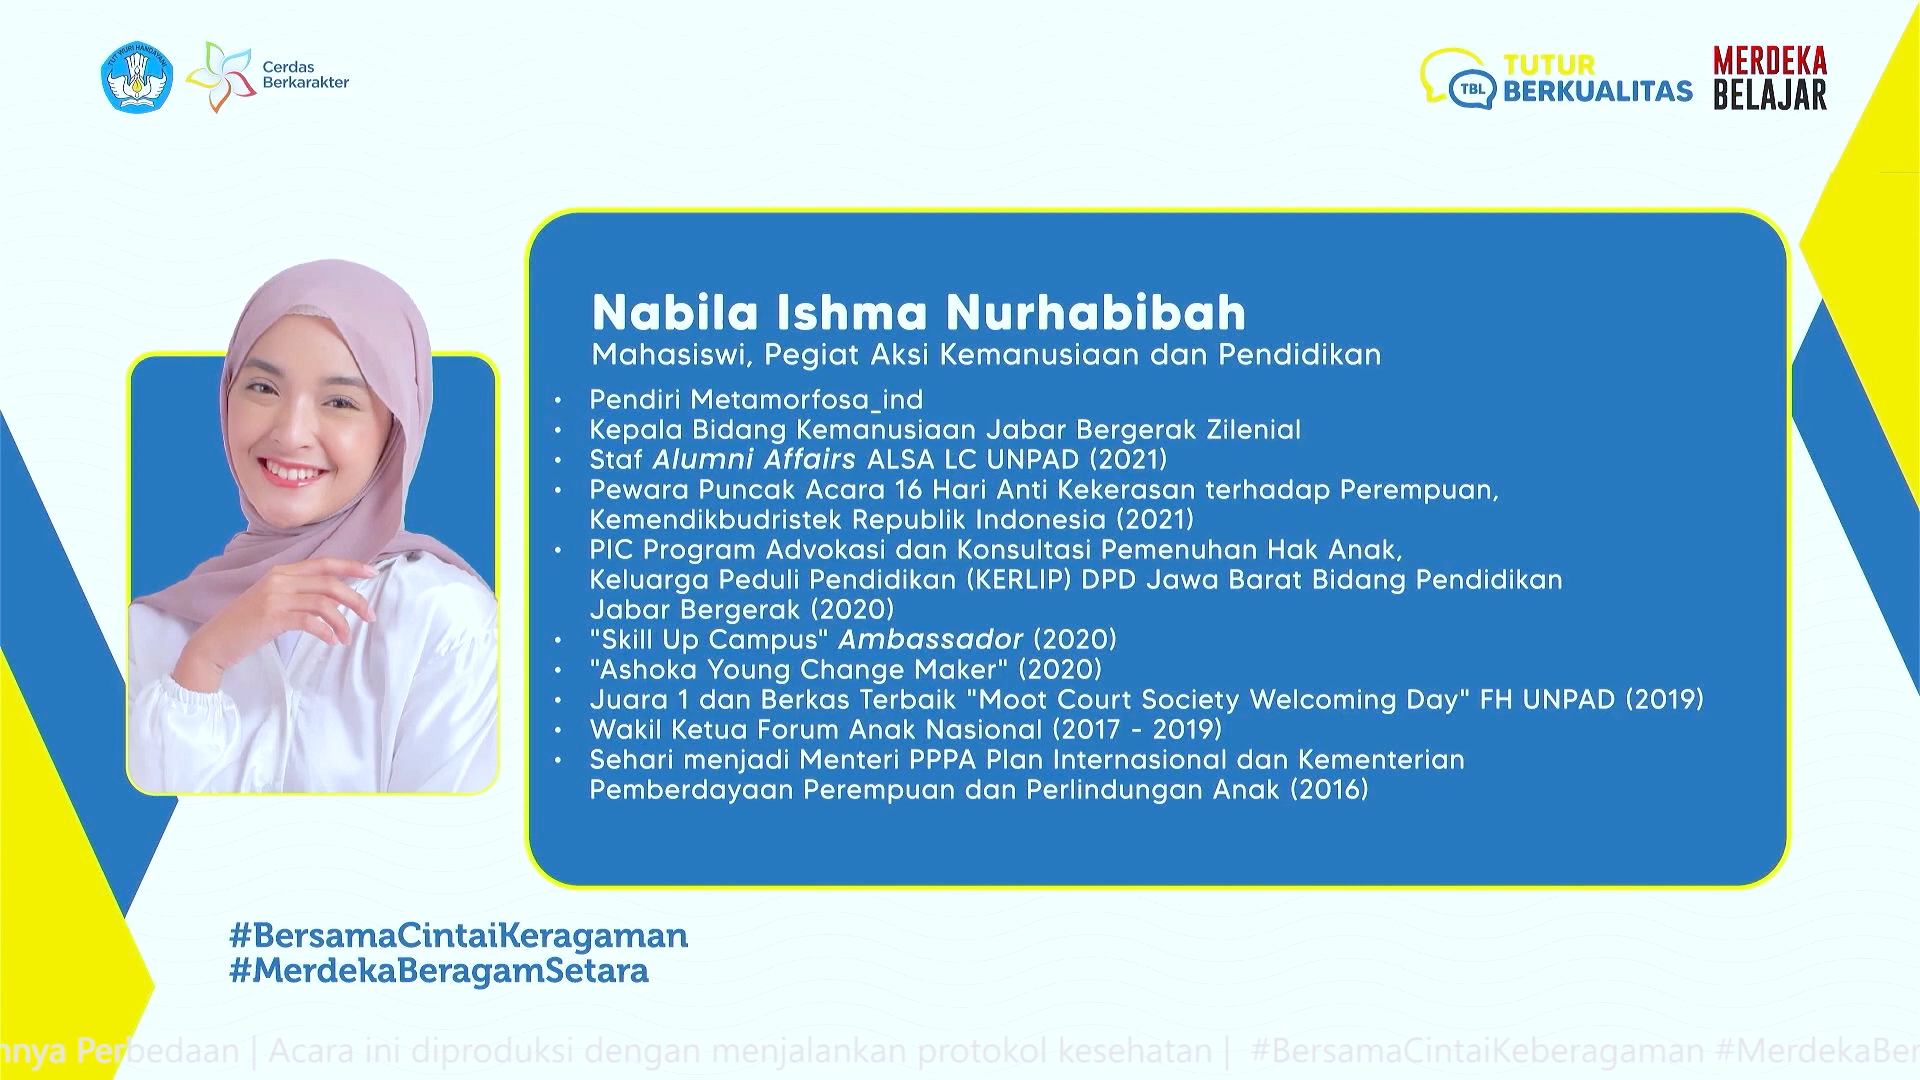 TUT WURI HANDAYANI
Cerdas
Berkarakter
TBL
TUTUR
BERKUALITAS
MERDEKA
BELAJAR
Nabila Ishma Nurhabibah
Mahasiswi, Pegiat Aksi Kemanusiaan dan Pendidikan
• Pendiri Metamorfosa_ind
• Kepala Bidang Kemanusiaan Jabar Bergerak Zilenial
• Staf Alumni Affairs ALSA LC UNPAD (2021)
• Pewara Puncak Acara 16 Hari Anti Kekerasan terhadap Perempuan,
Kemendikbudristek Republik Indonesia (2021)
• PIC Program Advokasi dan Konsultasi Pemenuhan Hak Anak,
Keluarga Peduli Pendidikan (KERLIP) DPD Jawa Barat Bidang Pendidikan
Jabar Bergerak (2020)
• "Skill Up Campus" Ambassador (2020)
• "Ashoka Young Change Maker" (2020)
• Juara 1 dan Berkas Terbaik "Moot Court Society Welcoming Day" FH UNPAD (2019)
• Wakil Ketua Forum Anak Nasional (2017 - 2019)
• Sehari menjadi Menteri PPPA Plan Internasional dan Kementerian
Pemberdayaan Perempuan dan Perlindungan Anak (2016)
#BersamaCintaiKeragaman
#MerdekaBeragamSetara
nnya Perbedaan | Acara ini diproduksi dengan menjalankan protokol kesehatan | #BersamaCintaiKeberagaman #MerdekaBer